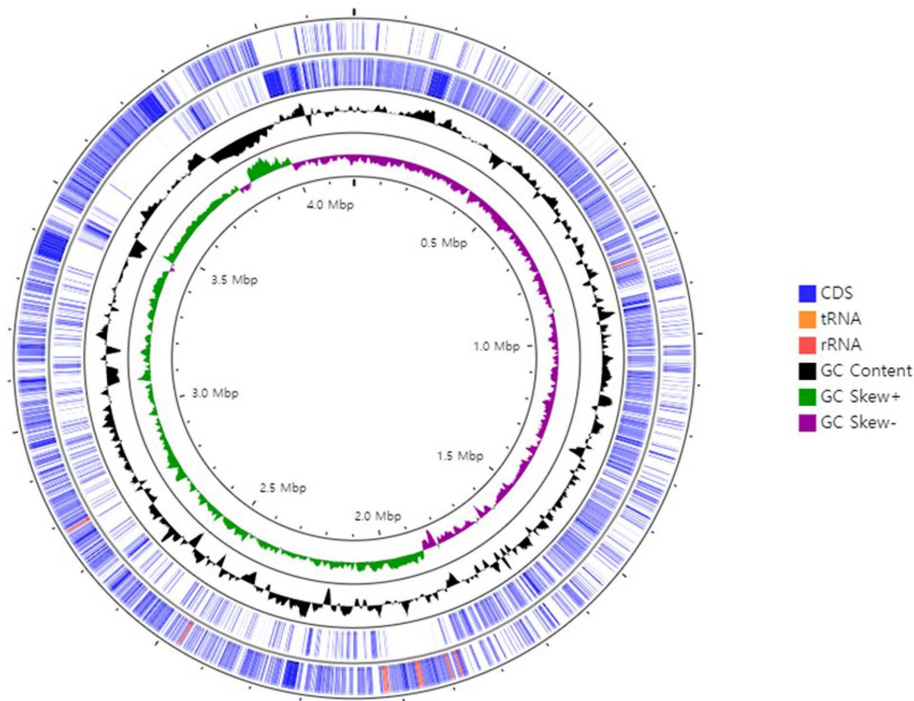 4.0 Mbp
0.5 Mbp
3.5 Mbp
1.0 Mbp
3.0 Mbp
1.5 Mbp
2.5 Mbp
2.0 Mbp
CDS
tRNA
rRNA
GC Content
GC Skew+
GC Skew-